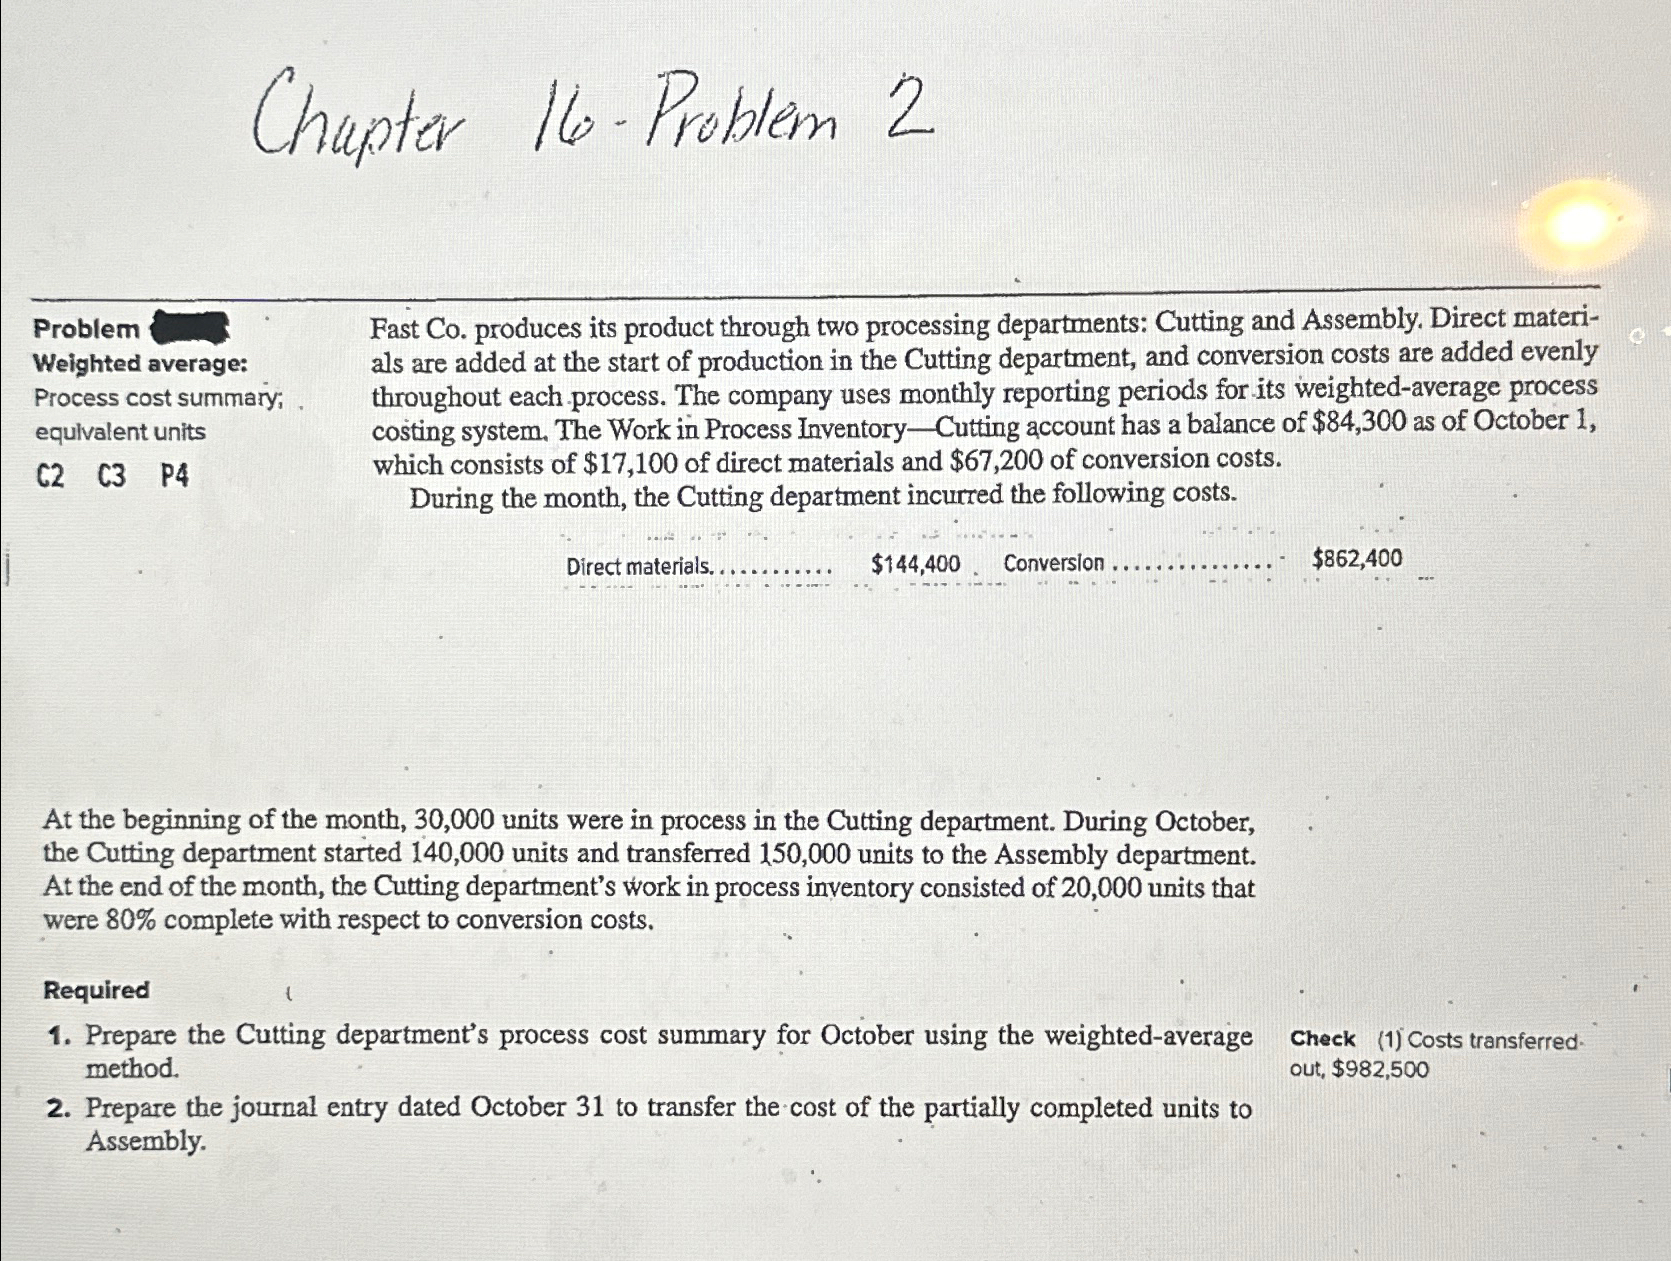 Chapter 16 - Problem 2
Problem
Weighted average:
Process cost summary;
equivalent units
C2 C3 P4
Fast Co. produces its product through two processing departments: Cutting and Assembly. Direct materi-
als are added at the start of production in the Cutting department, and conversion costs are added evenly
throughout each process. The company uses monthly reporting periods for its weighted-average process
costing system. The Work in Process Inventory—Cutting account has a balance of $84,300 as of October 1,
which consists of $17,100 of direct materials and $67,200 of conversion costs.
During the month, the Cutting department incurred the following costs.
Direct materials............. $144,400 Conversion ................ $862,400
At the beginning of the month, 30,000 units were in process in the Cutting department. During October,
the Cutting department started 140,000 units and transferred 150,000 units to the Assembly department.
At the end of the month, the Cutting department's work in process inventory consisted of 20,000 units that
were 80% complete with respect to conversion costs.
Required
1. Prepare the Cutting department's process cost summary for October using the weighted-average
method.
Check (1) Costs transferred
out, $982,500
2. Prepare the journal entry dated October 31 to transfer the cost of the partially completed units to
Assembly.